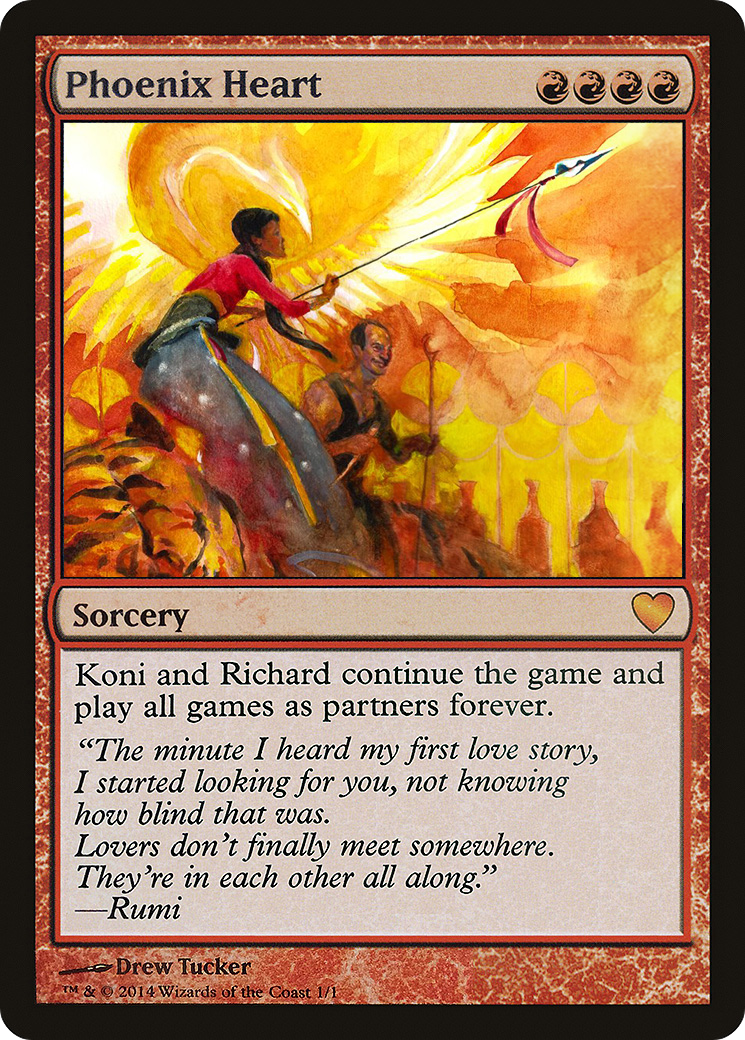 Phoenix Heart
Sorcery
Koni and Richard continue the game and
play all games as partners forever.
“The minute I heard my first love story,
I started looking for you, not knowing
how blind that was.
Lovers don’t finally meet somewhere.
They’re in each other all along.”
—Rumi
Drew Tucker
™ & © 2014 Wizards of the Coast 1/1